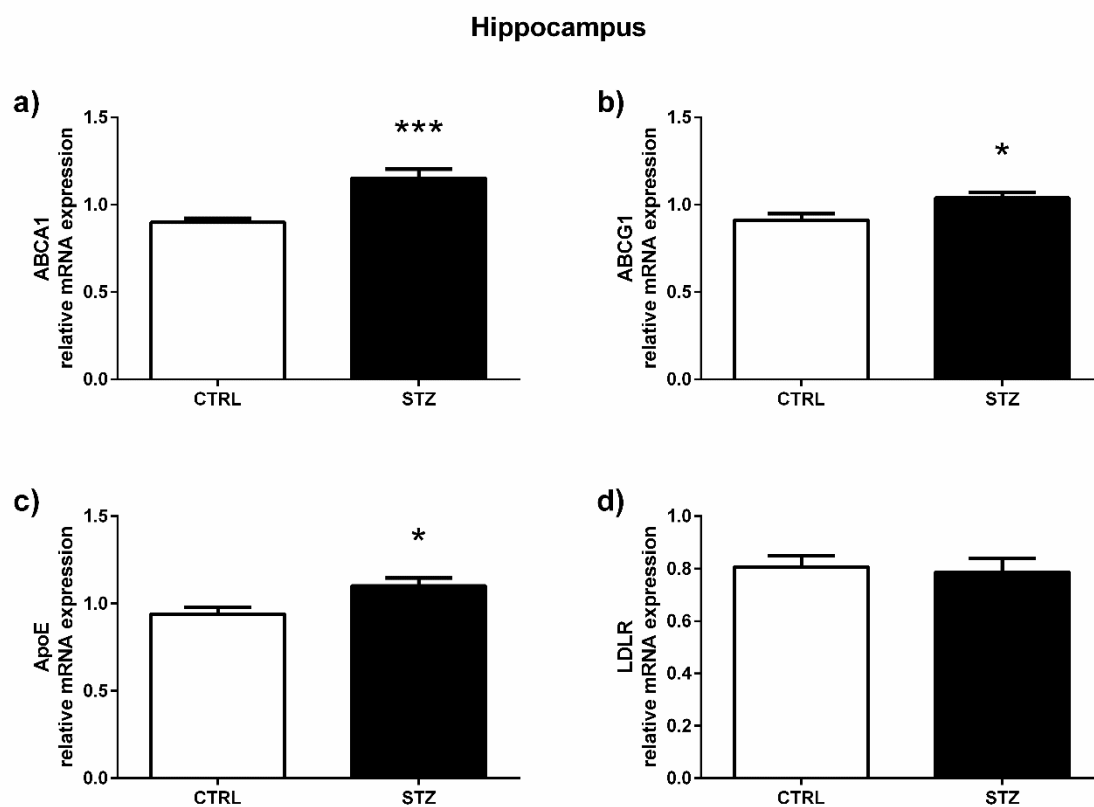 Hippocampus
a)
ABCA1
relative mRNA expression
1.5
1.0
0.5
0.0
***
CTRL
STZ
b)
ABCG1
relative mRNA expression
1.5
1.0
0.5
0.0
*
CTRL
STZ
c)
ApoE
relative mRNA expression
1.5
1.0
0.5
0.0
*
CTRL
STZ
d)
LDLR
relative mRNA expression
1.0
0.8
0.6
0.4
0.2
0.0
CTRL
STZ